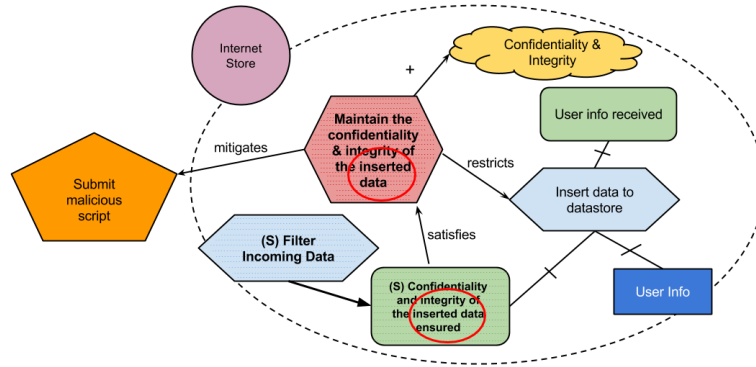 Internet
Store
Confidentiality &
Integrity
+
User info received
Maintain the
confidentiality
& integrity of
the inserted
data
mitigates
restricts
Submit
malicious
script
Insert data to
datastore
(S) Filter
Incoming Data
satisfies
(S) Confidentiality
and integrity of
the inserted data
ensured
User Info